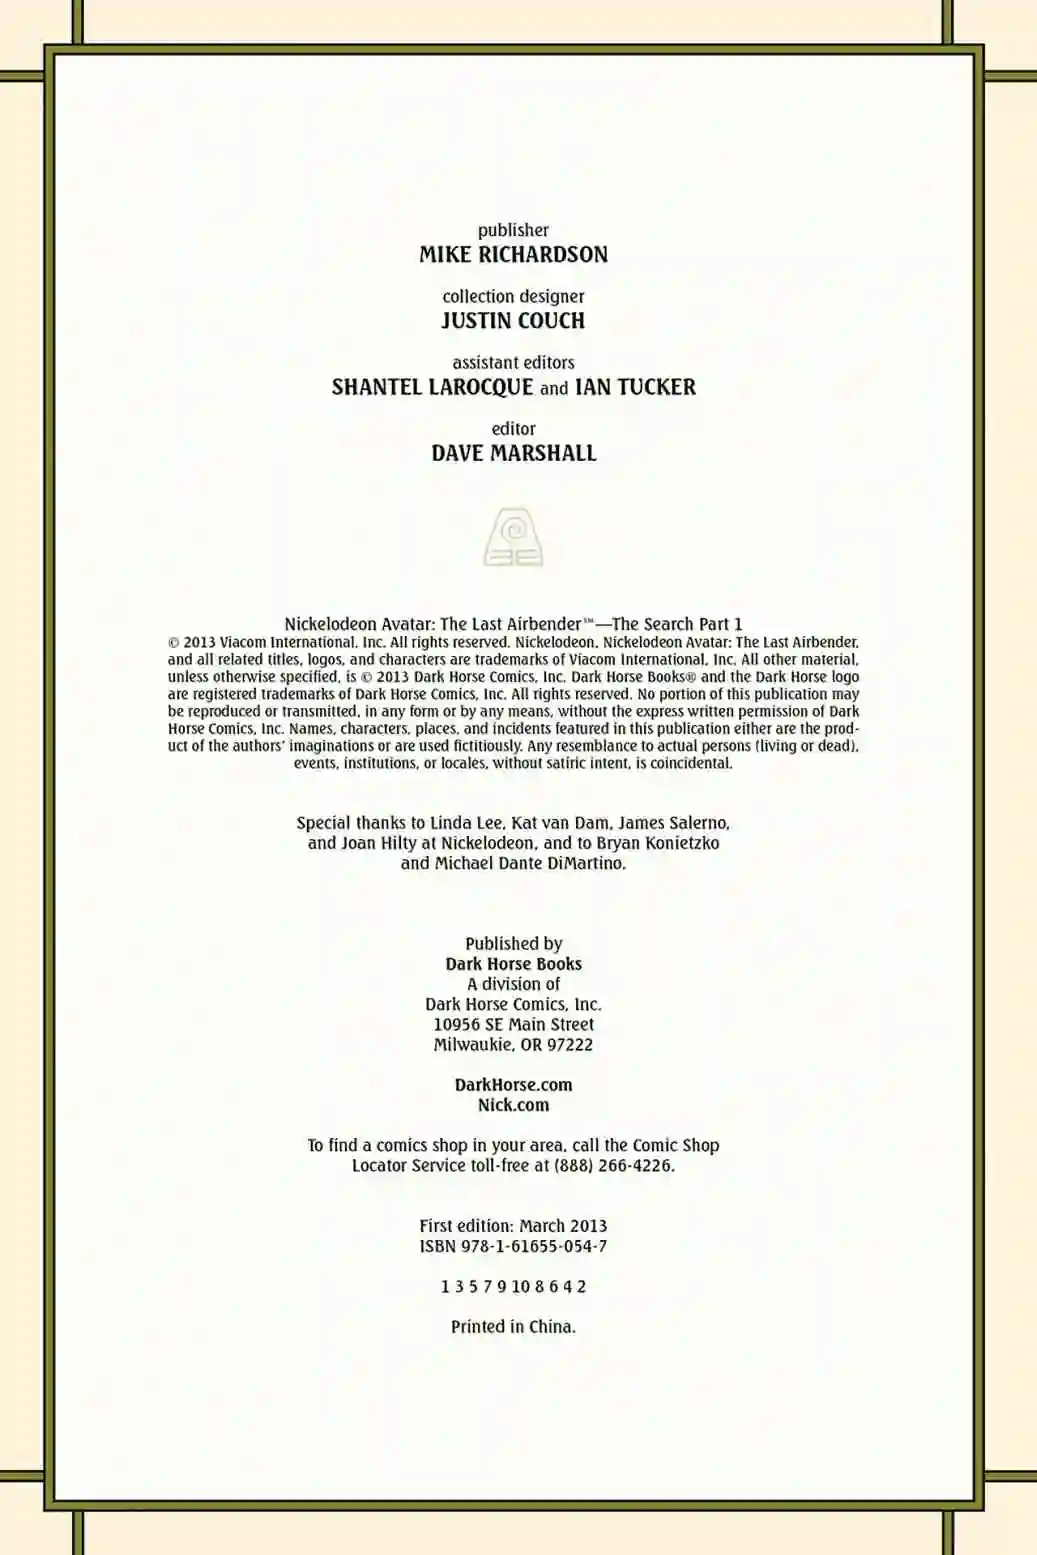 publisher
MIKE RICHARDSON
collection designer
JUSTIN COUCH
assistant editors
SHANTEL LAROCQUE and IAN TUCKER
editor
DAVE MARSHALL
Nickelodeon Avatar: The Last Airbender™—The Search Part 1
© 2013 Viacom International, Inc. All rights reserved. Nickelodeon, Nickelodeon Avatar: The Last Airbender,
and all related titles, logos, and characters are trademarks of Viacom International, Inc. All other material,
unless otherwise specified, is © 2013 Dark Horse Comics, Inc. Dark Horse Books® and the Dark Horse logo
are registered trademarks of Dark Horse Comics, Inc. All rights reserved. No portion of this publication may
be reproduced or transmitted, in any form or by any means, without the express written permission of Dark
Horse Comics, Inc. Names, characters, places, and incidents featured in this publication either are the prod-
uct of the authors' imaginations or are used fictitiously. Any resemblance to actual persons (living or dead),
events, institutions, or locales, without satiric intent, is coincidental.
Special thanks to Linda Lee, Kat van Dam, James Salerno,
and Joan Hilty at Nickelodeon, and to Bryan Konietzko
and Michael Dante DiMartino.
Published by
Dark Horse Books
A division of
Dark Horse Comics, Inc.
10956 SE Main Street
Milwaukie, OR 97222
DarkHorse.com
Nick.com
To find a comics shop in your area, call the Comic Shop
Locator Service toll-free at (888) 266-4226.
First edition: March 2013
ISBN 978-1-61655-054-7
1 3 5 7 9 10 8 6 4 2
Printed in China.